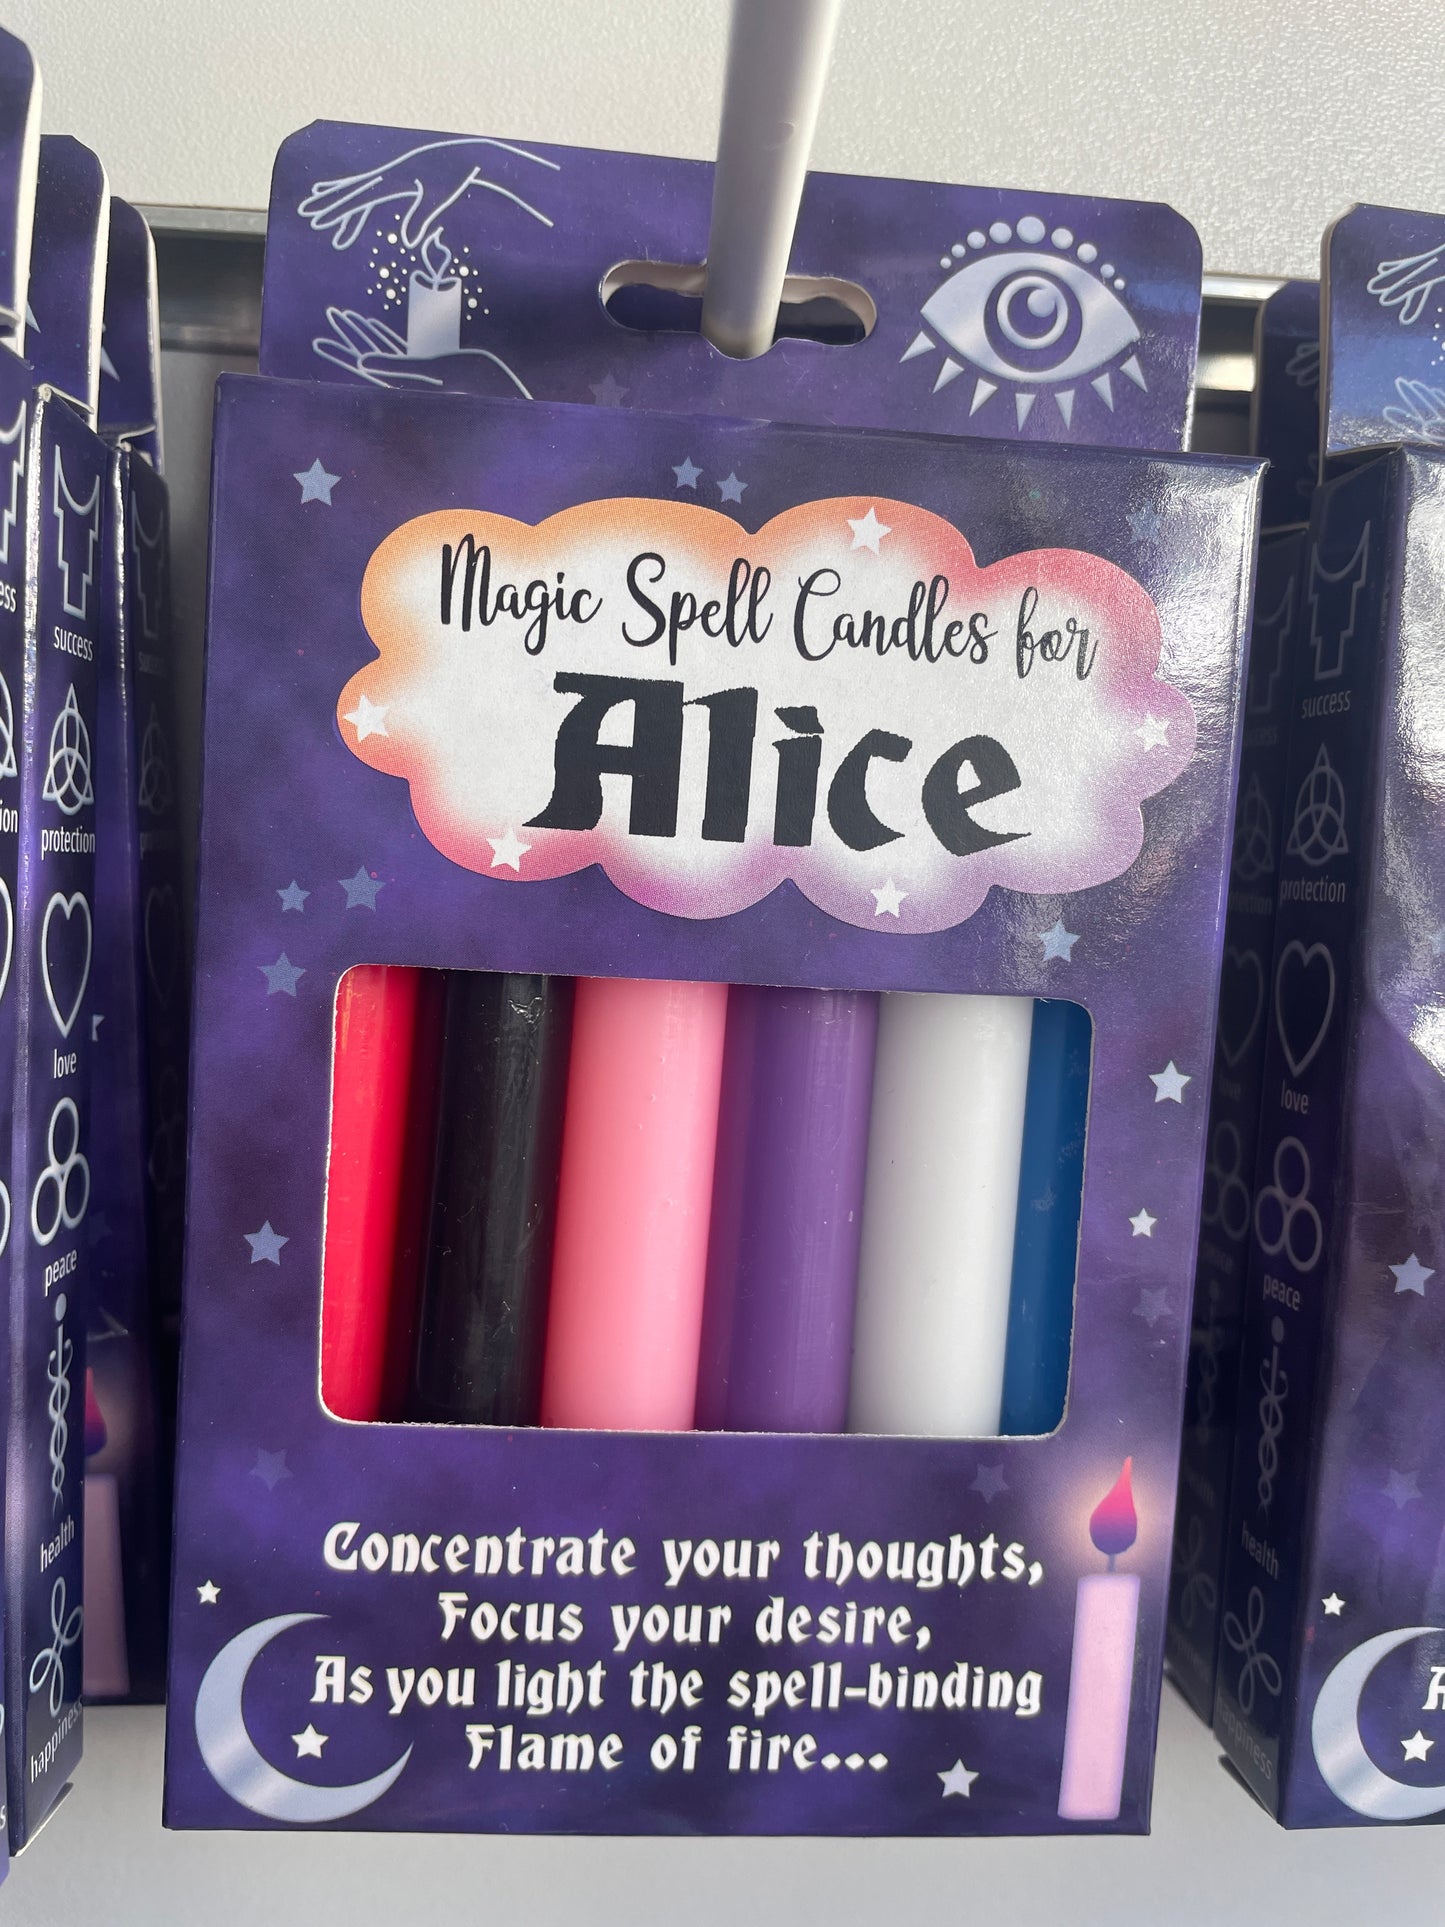 Magic Spell Candles for
Alice
Concentrate your thoughts,
Focus your desire,
As you light the spell-binding
Flame of fire...
success
protection
love
peace
health
happiness
success
protection
love
peace
health
happiness